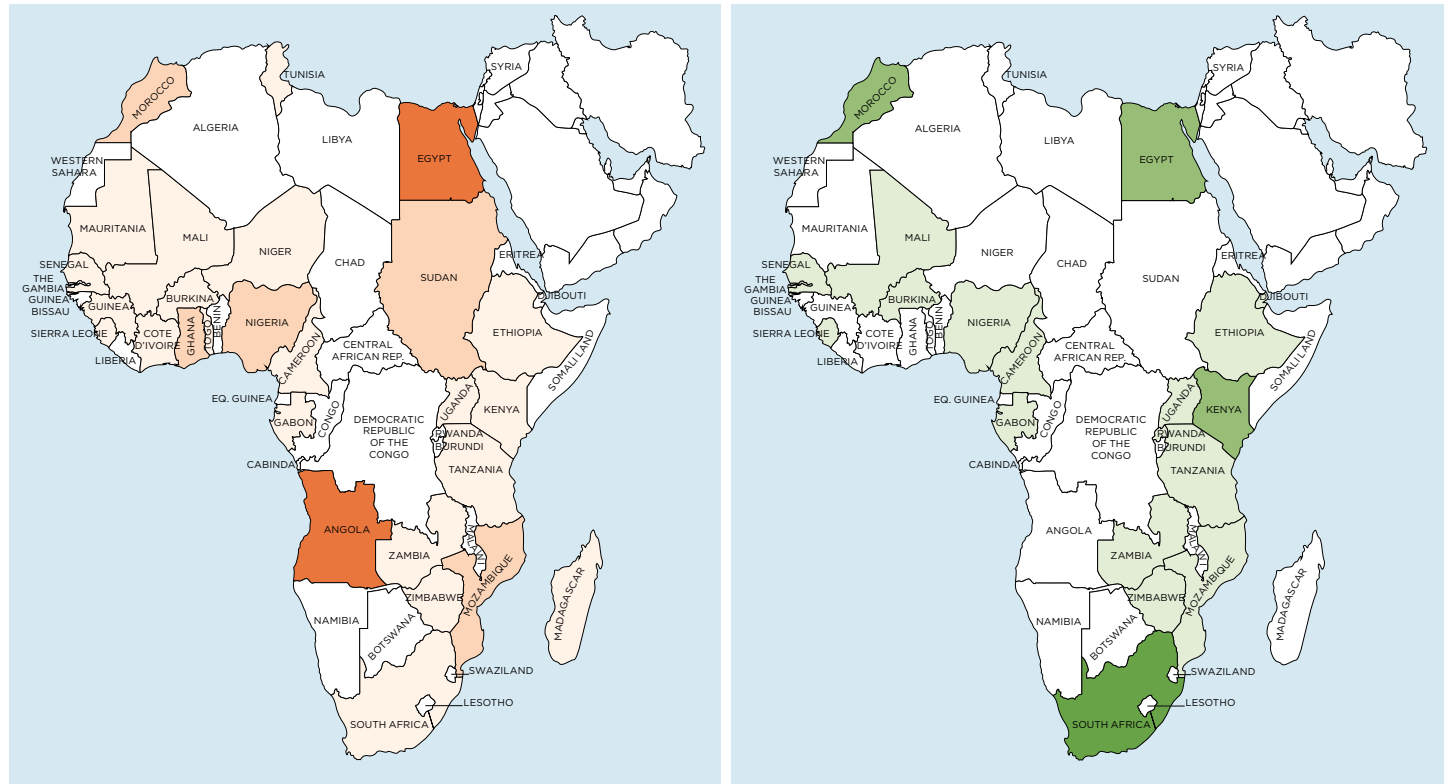 SYRIA
TUNISIA
MOROCCO
ALGERIA
LIBYA
EGYPT
WESTERN
SAHARA
MAURITANIA
MALI
NIGER
CHAD
SUDAN
ERITREA
SENEGAL
THE
GAMBIA
GUINEA
BISSAU
GUINEA
BURKINA
DJIBOUTI
SIERRA LEONE
COTE
D'IVOIRE
GHANA
TOGO
BENIN
NIGERIA
ETHIOPIA
LIBERIA
CAMEROON
CENTRAL
AFRICAN REP.
SOMALI LAND
EQ. GUINEA
GABON
CONGO
UGANDA
KENYA
DEMOCRATIC
REPUBLIC
OF THE
CONGO
RWANDA
BURUNDI
CABINDA
TANZANIA
ANGOLA
ZAMBIA
MALANI
MOZAMBIQUE
ZIMBABWE
MADAGASCAR
NAMIBIA
BOTSWANA
SWAZILAND
LESOTHO
SOUTH AFRICA
SYRIA
TUNISIA
MOROCCO
ALGERIA
LIBYA
EGYPT
WESTERN
SAHARA
MAURITANIA
MALI
NIGER
CHAD
SUDAN
ERITREA
SENEGAL
THE
GAMBIA
GUINEA
BISSAU
GUINEA
BURKINA
DJIBOUTI
SIERRA LEONE
COTE
D'IVOIRE
GHANA
TOGO
BENIN
NIGERIA
ETHIOPIA
LIBERIA
CAMEROON
CENTRAL
AFRICAN REP.
SOMALI LAND
EQ. GUINEA
GABON
CONGO
UGANDA
KENYA
DEMOCRATIC
REPUBLIC
OF THE
CONGO
RWANDA
BURUNDI
CABINDA
TANZANIA
ANGOLA
ZAMBIA
MALANI
MOZAMBIQUE
ZIMBABWE
MADAGASCAR
NAMIBIA
BOTSWANA
SWAZILAND
LESOTHO
SOUTH AFRICA